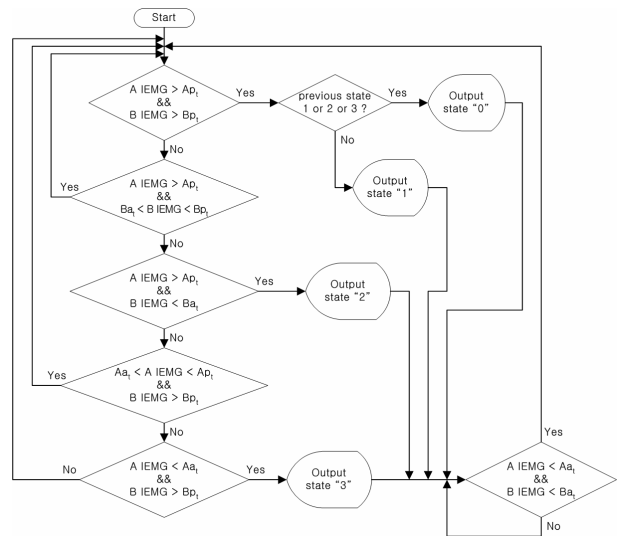 Start
A IEMG > Apt
&&
B IEMG > Bpt
Yes
previous state
1 or 2 or 3 ?
Yes
Output
state "0"
No
No
Output
state "1"
Yes
A IEMG > Apt
&&
Bat < B IEMG < Bpt
No
A IEMG > Apt
&&
B IEMG < Bat
Yes
Output
state "2"
No
Yes
Aat < A IEMG < Apt
&&
B IEMG > Bpt
No
No
A IEMG < Aat
&&
B IEMG > Bpt
Yes
Output
state "3"
Yes
A IEMG < Aat
&&
B IEMG < Bat
No